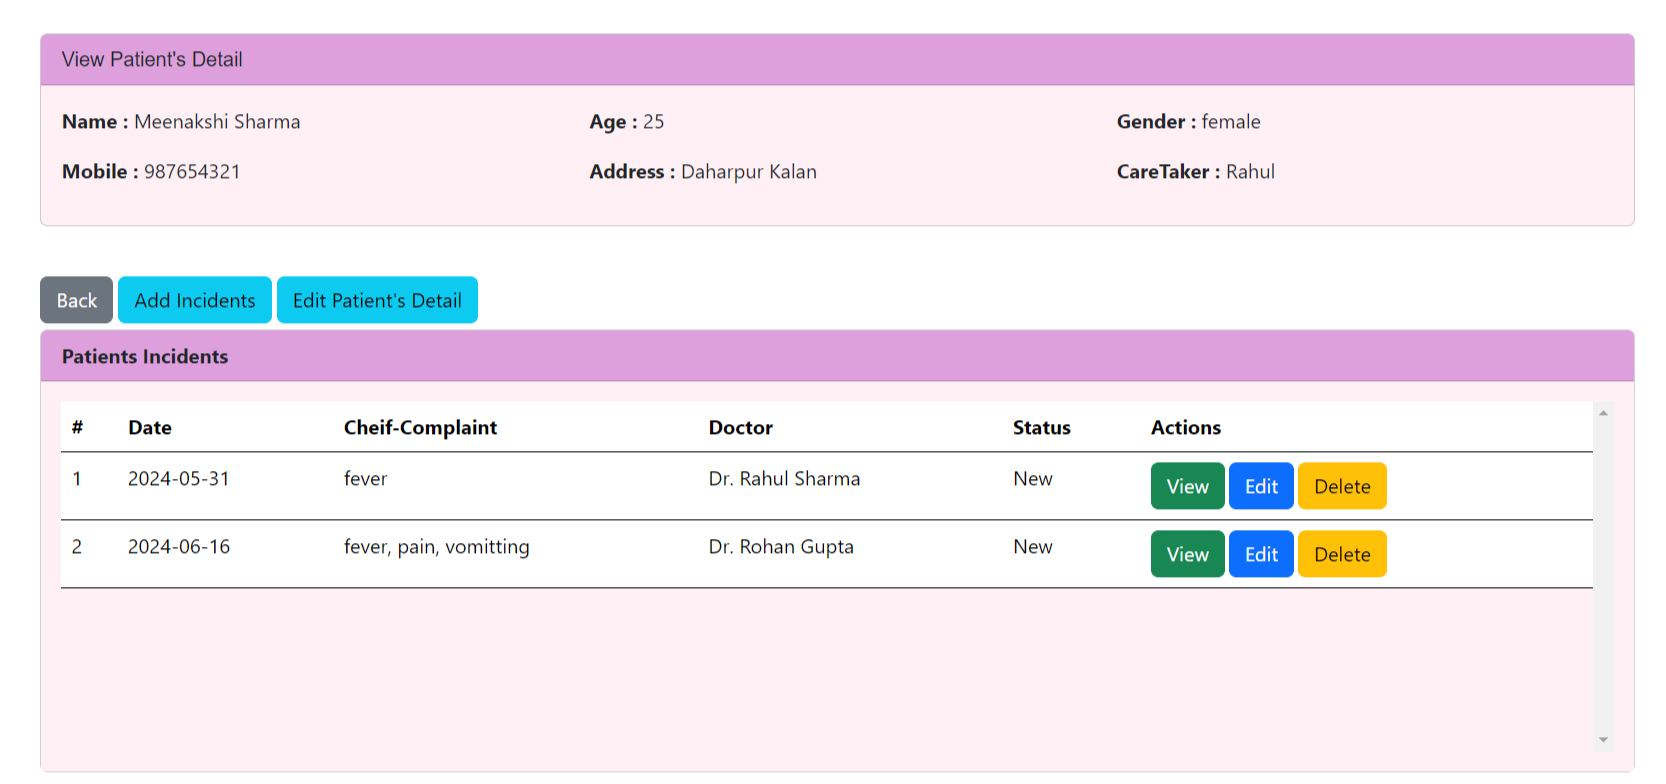 View Patient's Detail
Name : Meenakshi Sharma Age : 25 Gender : female
Mobile : 987654321 Address : Daharpur Kalan CareTaker : Rahul
Back Add Incidents Edit Patient's Detail
Patients Incidents
# Date Cheif-Complaint Doctor Status Actions
1 2024-05-31 fever Dr. Rahul Sharma New View Edit Delete
2 2024-06-16 fever, pain, vomitting Dr. Rohan Gupta New View Edit Delete